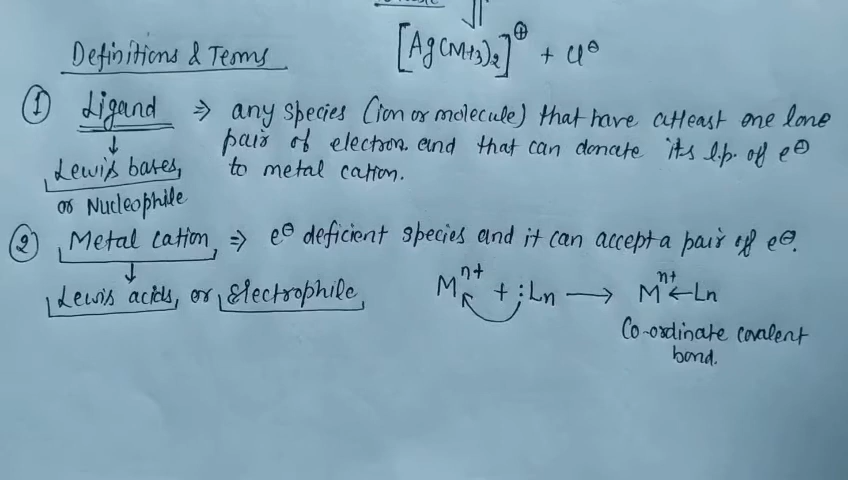 [Ag(NH3)2]⊕ + Cl⊖
Definitions & Terms
① Ligand ⇒ any species (ion or molecule) that have atleast one lone
pair of electron and that can donate its l.p. of e⊖
to metal cation.
↓
Lewis bases,
or Nucleophile
② Metal cation, ⇒ e⊖ deficient species and it can accept a pair of e⊖.
↓
Lewis acids, or Electrophile,
Mn+ + :Ln → Mn+←Ln
Co-ordinate covalent
bond.